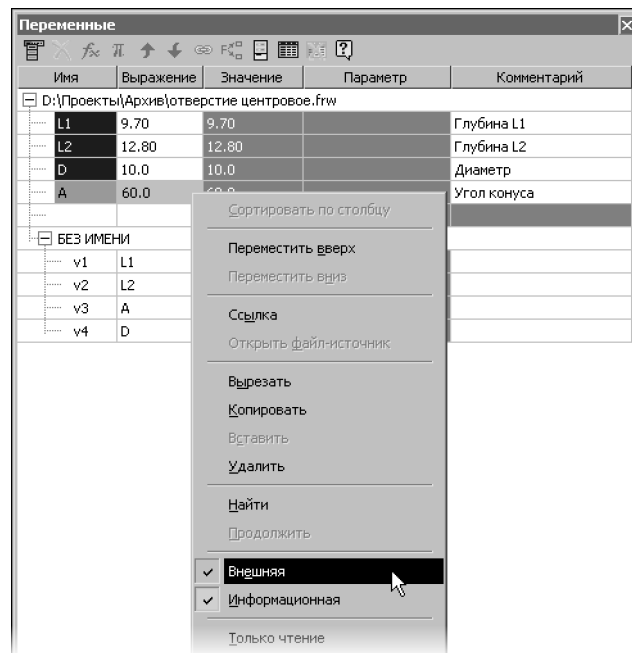 Переменные
Имя Выражение Значение Параметр Комментарий
D:\Проекты\Архив\отверстие центровое.frw
L1 9.70 9.70 Глубина L1
L2 12.80 12.80 Глубина L2
D 10.0 10.0 Диаметр
A 60.0 60.0 Угол конуса
БЕЗ ИМЕНИ
v1 L1
v2 L2
v3 A
v4 D
Сортировать по столбцу
Переместить вверх
Переместить вниз
Ссылка
Открыть файл-источник
Вырезать
Копировать
Вставить
Удалить
Найти
Продолжить
Внешняя
Информационная
Только чтение